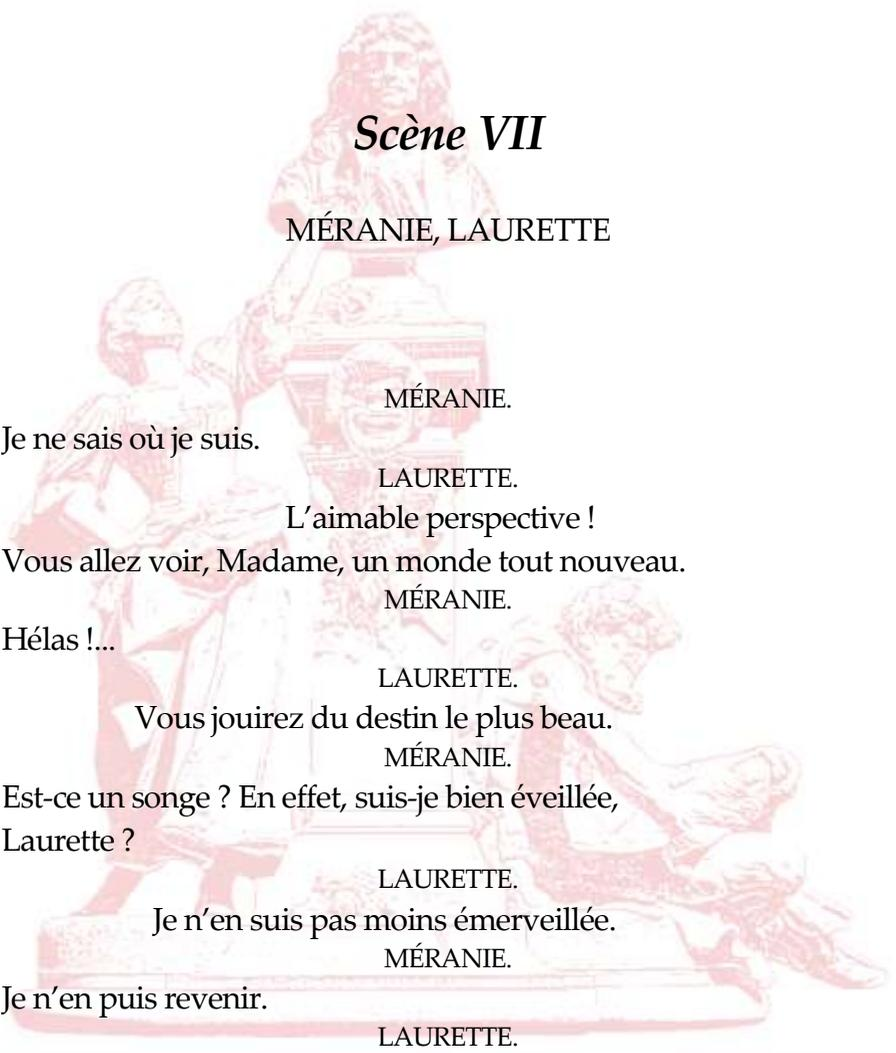 Scène VII
MÉRANIE, LAURETTE
MÉRANIE.
Je ne sais où je suis.
LAURETTE.
L’aimable perspective !
Vous allez voir, Madame, un monde tout nouveau.
MÉRANIE.
Hélas !...
LAURETTE.
Vous jouirez du destin le plus beau.
MÉRANIE.
Est-ce un songe ? En effet, suis-je bien éveillée,
Laurette ?
LAURETTE.
Je n’en suis pas moins émerveillée.
MÉRANIE.
Je n’en puis revenir.
LAURETTE.